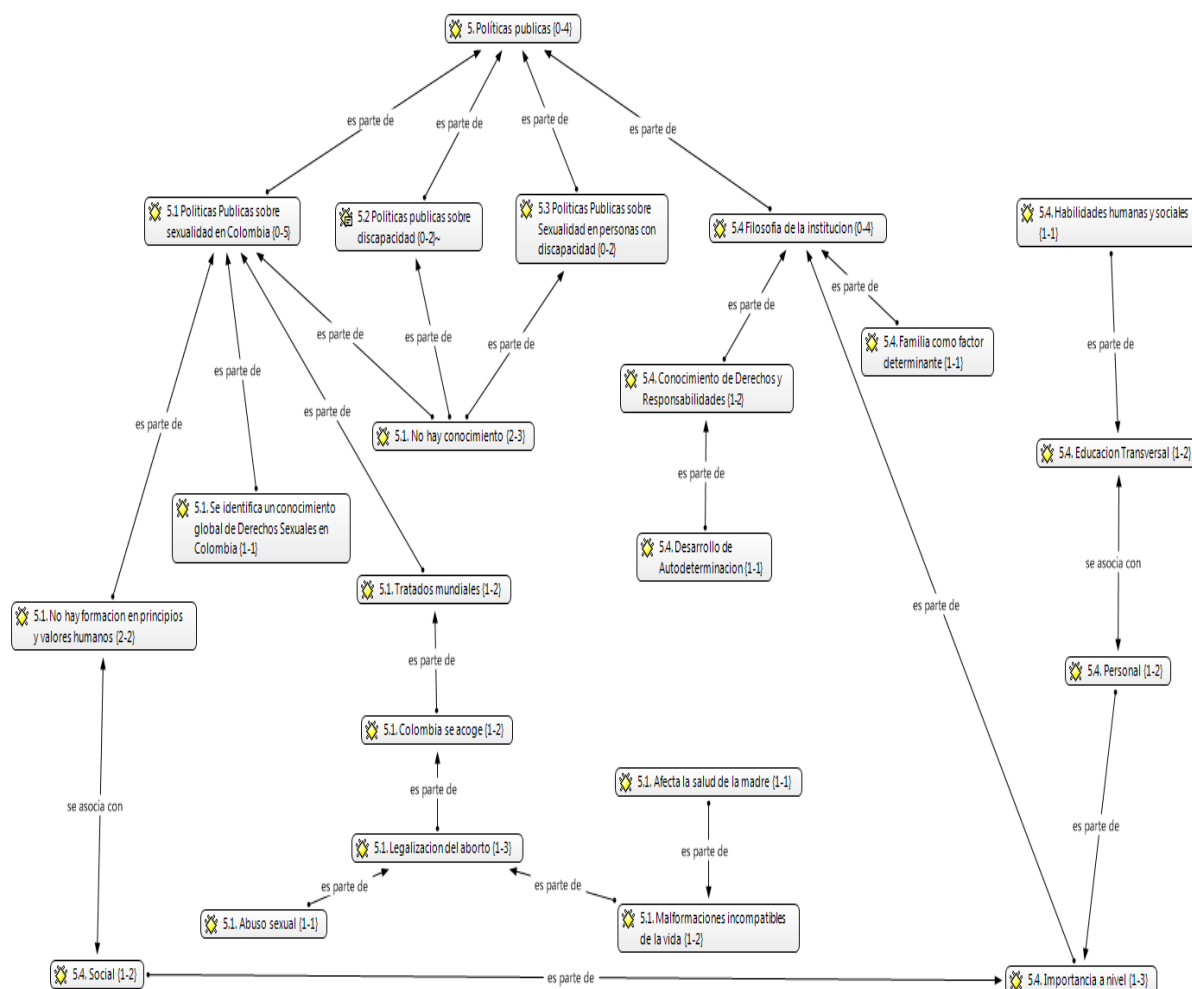 5. Políticas publicas {0-4}
es parte de
es parte de
es parte de
es parte de
5.1 Politicas Publicas sobre
sexualidad en Colombia {0-5}
5.2 Politicas publicas sobre
discapacidad {0-2}~
5.3 Politicas Publicas sobre
Sexualidad en personas con
discapacidad {0-2}
5.4 Filosofia de la institucion {0-4}
5.4. Habilidades humanas y sociales
{1-1}
es parte de
es parte de
es parte de
es parte de
es parte de
es parte de
es parte de
5.4. Familia como factor
determinante {1-1}
5.4. Conocimiento de Derechos y
Responsabilidades {1-2}
es parte de
5.1. No hay conocimiento {2-3}
5.4. Educacion Transversal {1-2}
es parte de
es parte de
5.1. Se identifica un conocimiento
global de Derechos Sexuales en
Colombia {1-1}
5.4. Desarrollo de
Autodeterminacion {1-1}
se asocia con
5.1. Tratados mundiales {1-2}
es parte de
5.1. No hay formacion en principios
y valores humanos {2-2}
es parte de
5.4. Personal {1-2}
5.1. Colombia se acoge {1-2}
5.1. Afecta la salud de la madre {1-1}
es parte de
se asocia con
es parte de
5.1. Legalizacion del aborto {1-3}
es parte de
es parte de
es parte de
5.1. Abuso sexual {1-1}
5.1. Malformaciones incompatibles
de la vida {1-2}
5.4. Social {1-2}
es parte de
5.4. Importancia a nivel {1-3}